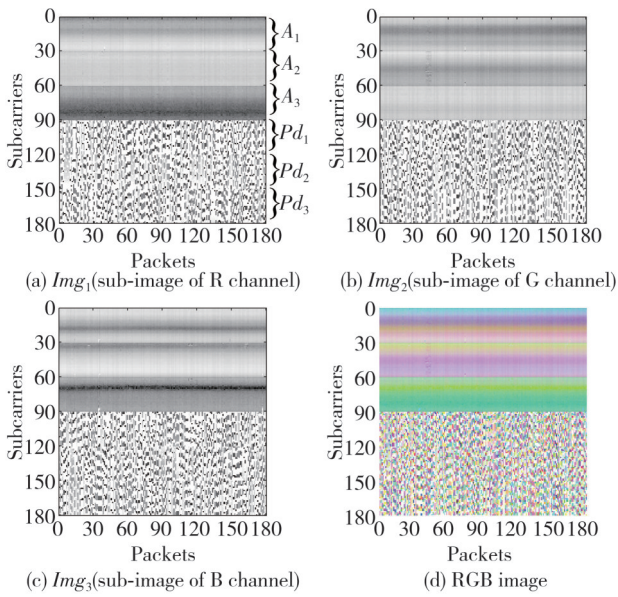 0
30
60
90
120
150
180
Subcarriers
A1
A2
A3
Pd1
Pd2
Pd3
0 30 60 90 120 150 180
Packets
(a) Img1(sub-image of R channel)
0
30
60
90
120
150
180
Subcarriers
0 30 60 90 120 150 180
Packets
(b) Img2(sub-image of G channel)
0
30
60
90
120
150
180
Subcarriers
0 30 60 90 120 150 180
Packets
(c) Img3(sub-image of B channel)
0
30
60
90
120
150
180
Subcarriers
0 30 60 90 120 150 180
Packets
(d) RGB image